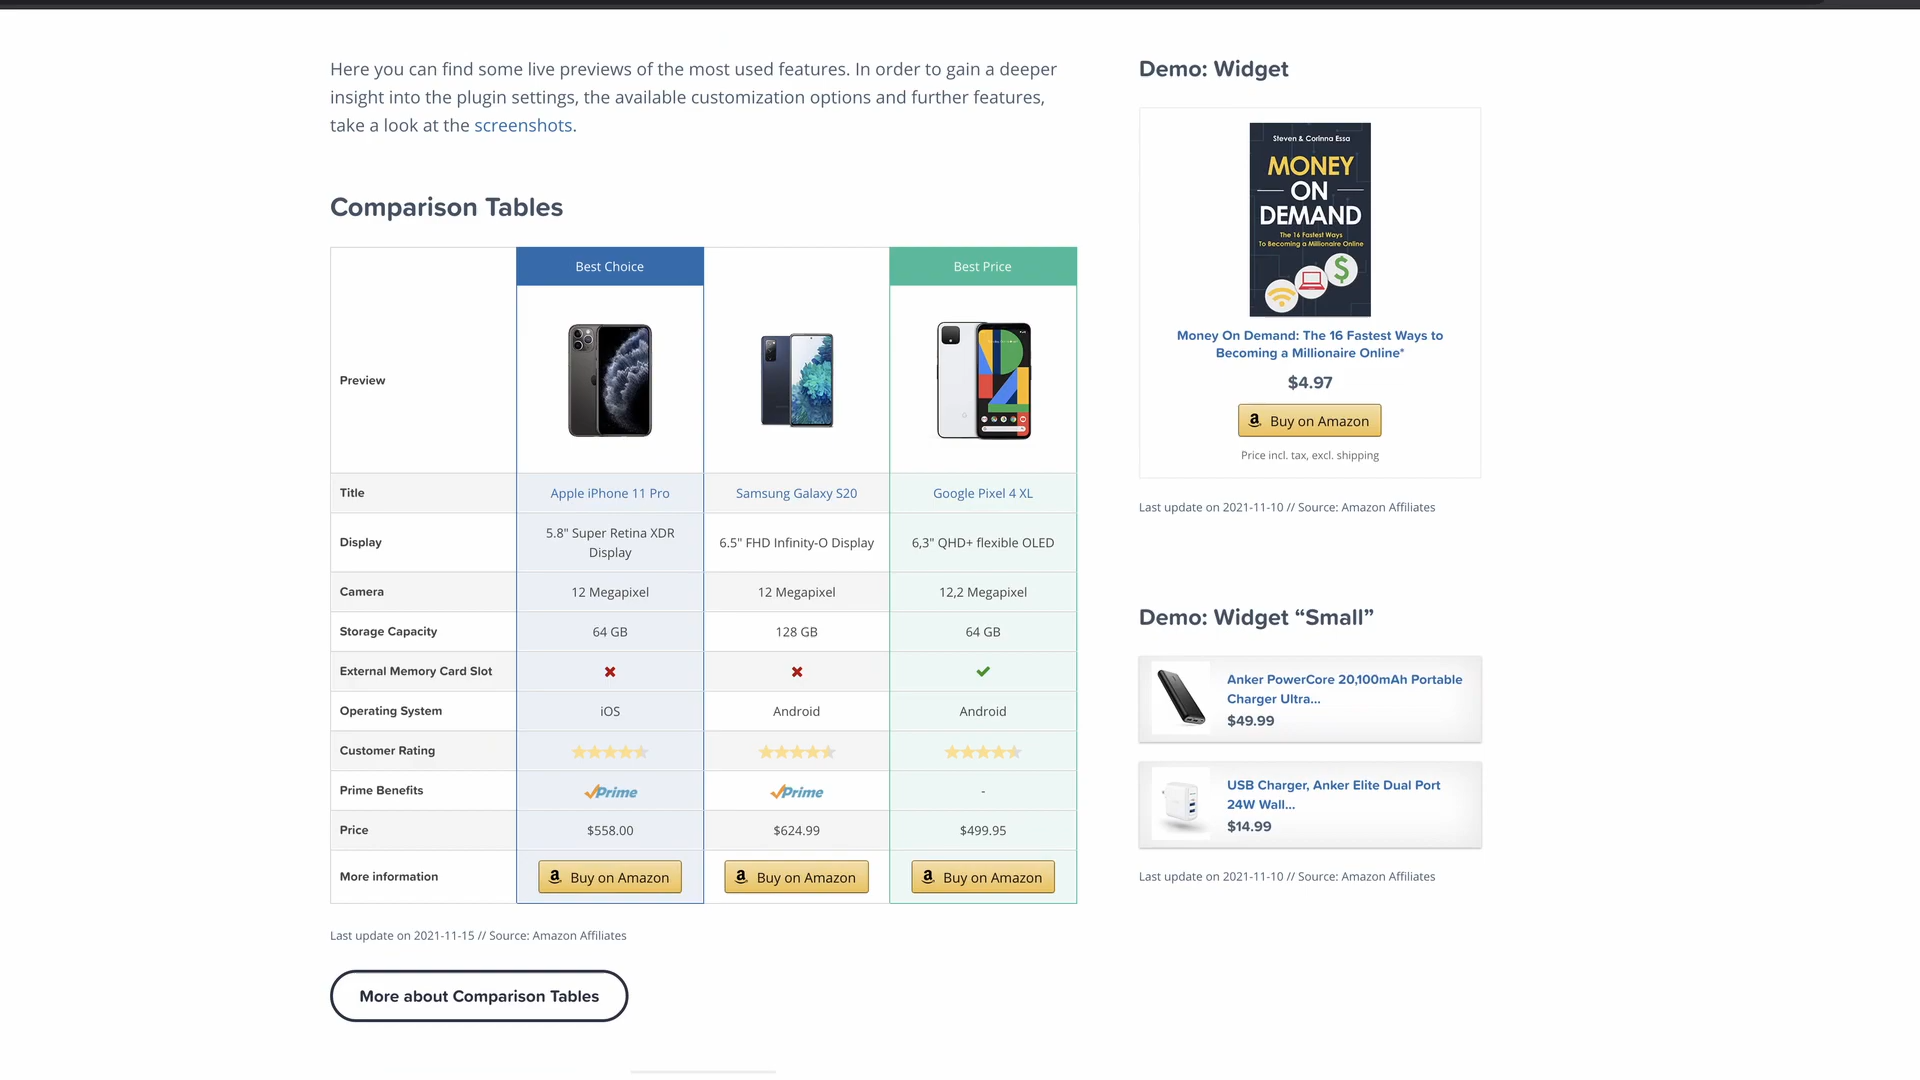 Here you can find some live previews of the most used features. In order to gain a deeper
insight into the plugin settings, the available customization options and further features,
take a look at the screenshots.
Comparison Tables
Best Choice
Best Price
Preview
Title
Apple iPhone 11 Pro
Samsung Galaxy S20
Google Pixel 4 XL
Display
5.8" Super Retina XDR
Display
6.5" FHD Infinity-O Display
6,3" QHD+ flexible OLED
Camera
12 Megapixel
12 Megapixel
12,2 Megapixel
Storage Capacity
64 GB
128 GB
64 GB
External Memory Card Slot
Operating System
iOS
Android
Android
Customer Rating
Prime Benefits
Prime
Prime
-
Price
$558.00
$624.99
$499.95
More information
Buy on Amazon
Buy on Amazon
Buy on Amazon
Last update on 2021-11-15 // Source: Amazon Affiliates
More about Comparison Tables
Demo: Widget
Steven & Corinna Essa
MONEY
ON
DEMAND
The 16 Fastest Ways
To Becoming a Millionaire Online
Money On Demand: The 16 Fastest Ways to
Becoming a Millionaire Online*
$4.97
Buy on Amazon
Price incl. tax, excl. shipping
Last update on 2021-11-10 // Source: Amazon Affiliates
Demo: Widget “Small”
Anker PowerCore 20,100mAh Portable
Charger Ultra...
$49.99
USB Charger, Anker Elite Dual Port
24W Wall...
$14.99
Last update on 2021-11-10 // Source: Amazon Affiliates